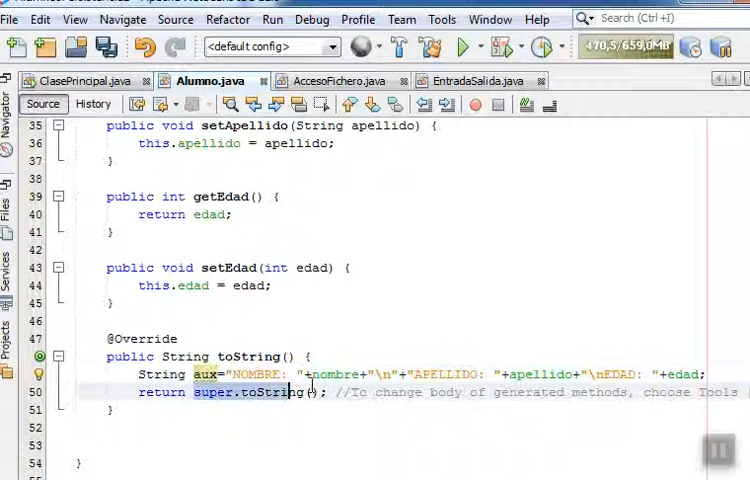 File Edit View Navigate Source Refactor Run Debug Profile Team Tools Window Help Search (Ctrl+I)
<default config> 470,5/659,0MB
ClasePrincipal.java Alumno.java AccesoFichero.java EntradaSalida.java
Source History
Navigator
Files
Services
Projects
35 public void setApellido(String apellido) {
36 this.apellido = apellido;
37 }
38
39 public int getEdad() {
40 return edad;
41 }
42
43 public void setEdad(int edad) {
44 this.edad = edad;
45 }
46
47 @Override
public String toString() {
String aux="NOMBRE: "+nombre+"\n"+"APELLIDO: "+apellido+"\nEDAD: "+edad;
50 return super.toString(); //To change body of generated methods, choose Tools
51 }
52
53
54 }